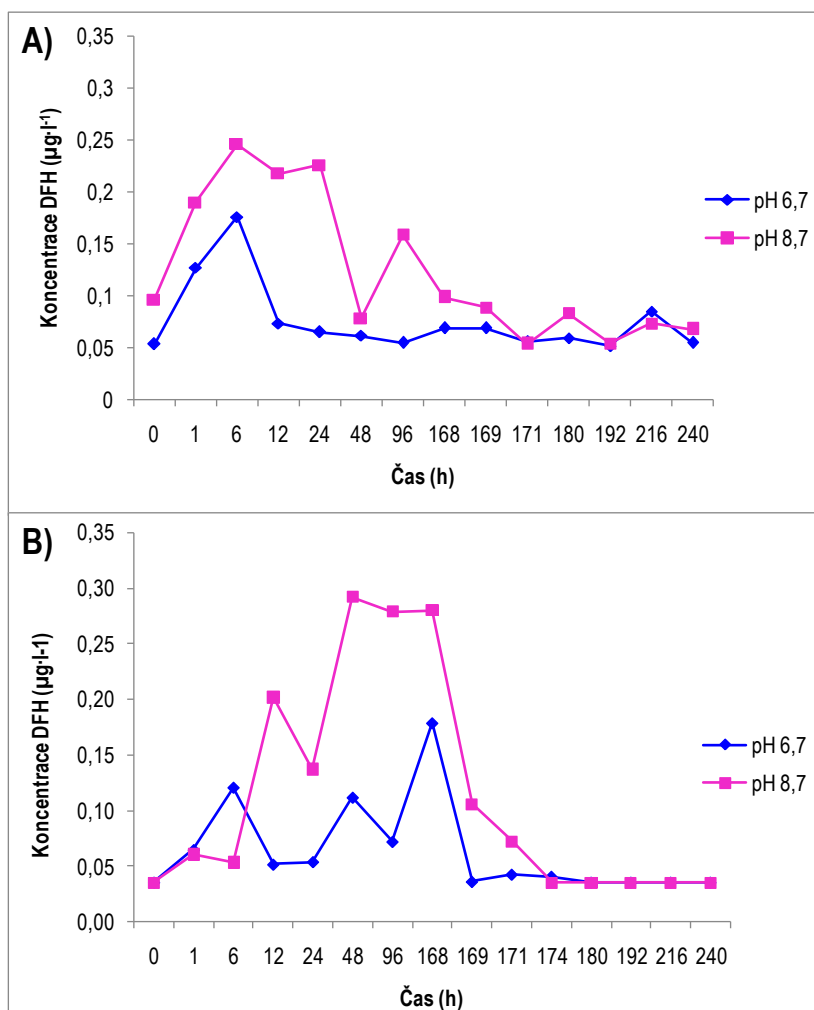 A)
Koncentrace DFH (µg·l-1)
0,35
0,3
0,25
0,2
0,15
0,1
0,05
0
0 1 6 12 24 48 96 168 169 171 180 192 216 240
Čas (h)
pH 6,7
pH 8,7
B)
Koncentrace DFH (µg·l-1)
0,35
0,30
0,25
0,20
0,15
0,10
0,05
0,00
0 1 6 12 24 48 96 168 169 171 174 180 192 216 240
Čas (h)
pH 6,7
pH 8,7